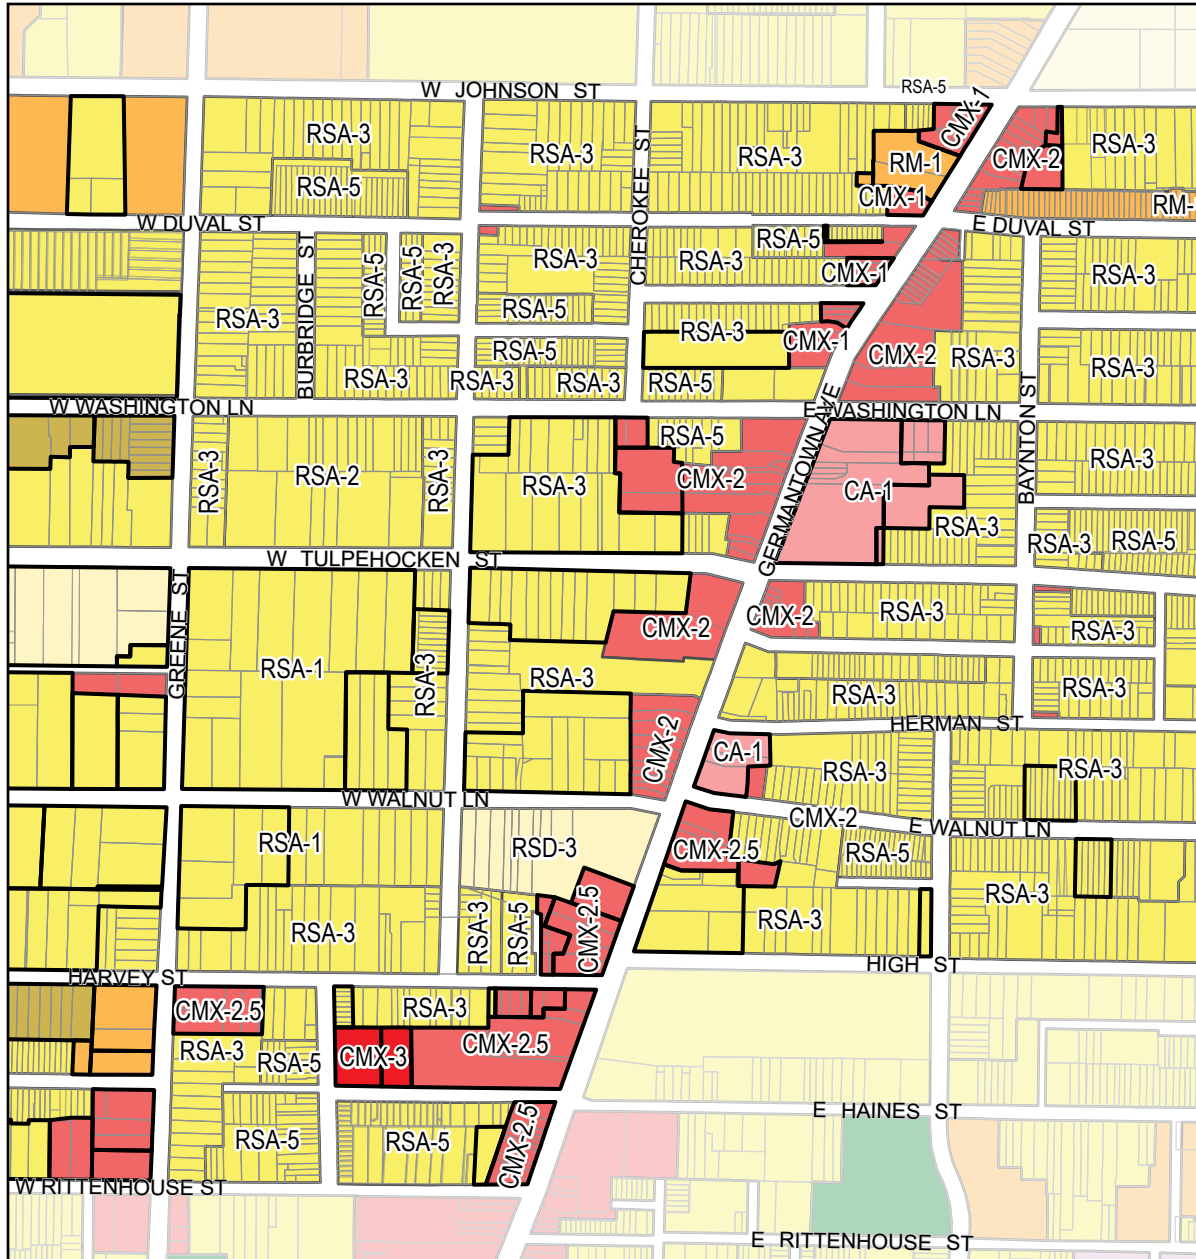 RSA-5
W JOHNSON ST
CMX-1
RSA-3
RSA-3
RSA-3
RM-1
CMX-2
RSA-3
RSA-5
CHEROKEE ST
CMX-1
RM-
W DUVAL ST
E DUVAL ST
BURBRIDGE ST
RSA-5
RSA-5
RSA-3
RSA-3
RSA-3
RSA-5
CMX-1
RSA-3
RSA-3
RSA-5
RSA-3
CMX-1
CMX-2
RSA-3
RSA-3
RSA-5
RSA-3
RSA-3
RSA-3
RSA-5
W WASHINGTON LN
E WASHINGTON LN
GERMANTOWN AVE
BAYNTON ST
RSA-3
RSA-2
RSA-3
RSA-3
RSA-5
CMX-2
CA-1
RSA-3
RSA-3
RSA-3
RSA-5
W TULPEHOCKEN ST
GREENE ST
RSA-1
RSA-3
CMX-2
RSA-3
CMX-2
RSA-3
RSA-3
RSA-3
RSA-3
CMX-2
HERMAN ST
CA-1
RSA-3
RSA-3
W WALNUT LN
CMX-2
E WALNUT LN
RSA-1
RSD-3
CMX-2.5
RSA-5
RSA-3
RSA-3
RSA-3
RSA-5
CMX-2.5
RSA-3
HARVEY ST
HIGH ST
CMX-2.5
RSA-3
RSA-3
RSA-5
CMX-3
CMX-2.5
RSA-5
RSA-5
CMX-2.5
E HAINES ST
W RITTENHOUSE ST
E RITTENHOUSE ST